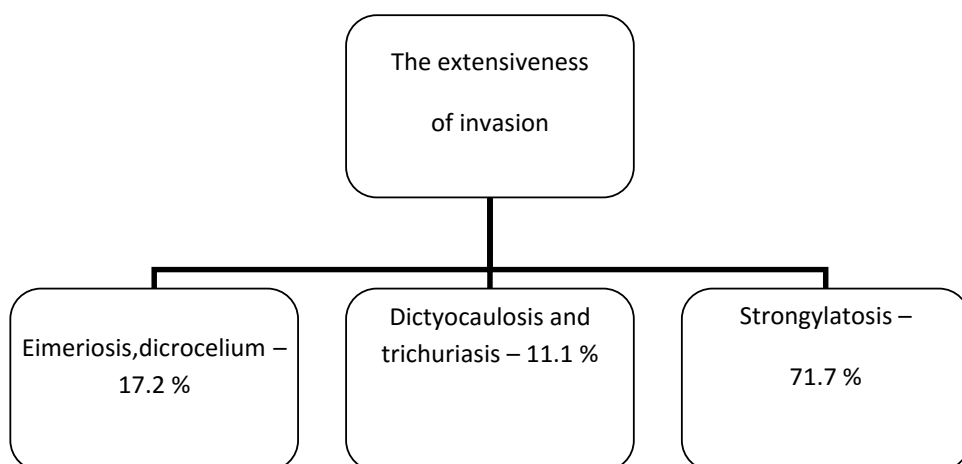 The extensiveness
of invasion
Eimeriosis,dicrocelium –
17.2 %
Dictyocaulosis and
trichuriasis – 11.1 %
Strongylatosis –
71.7 %